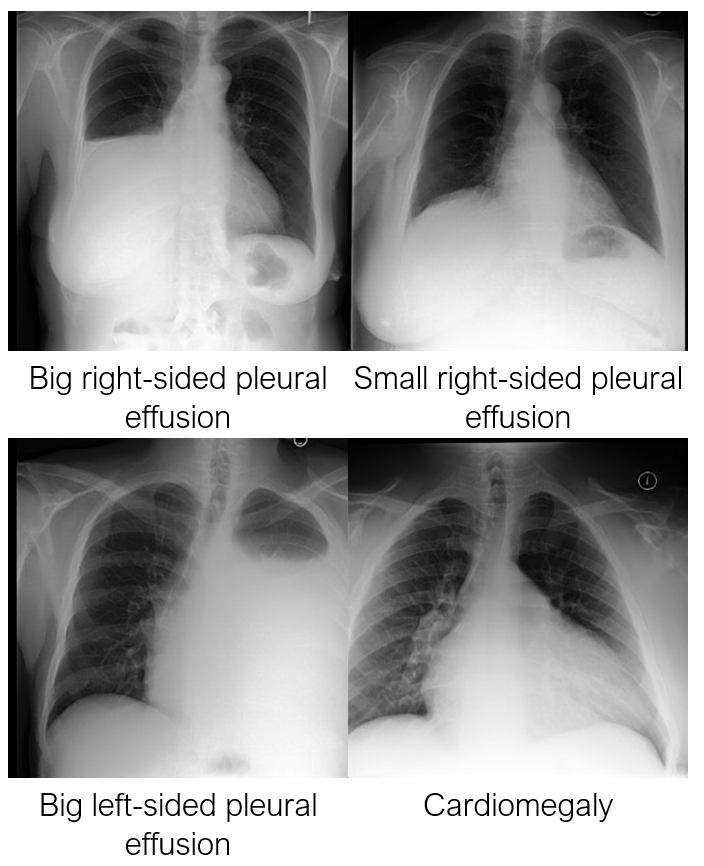 Big right-sided pleural
effusion
Small right-sided pleural
effusion
Big left-sided pleural
effusion
Cardiomegaly